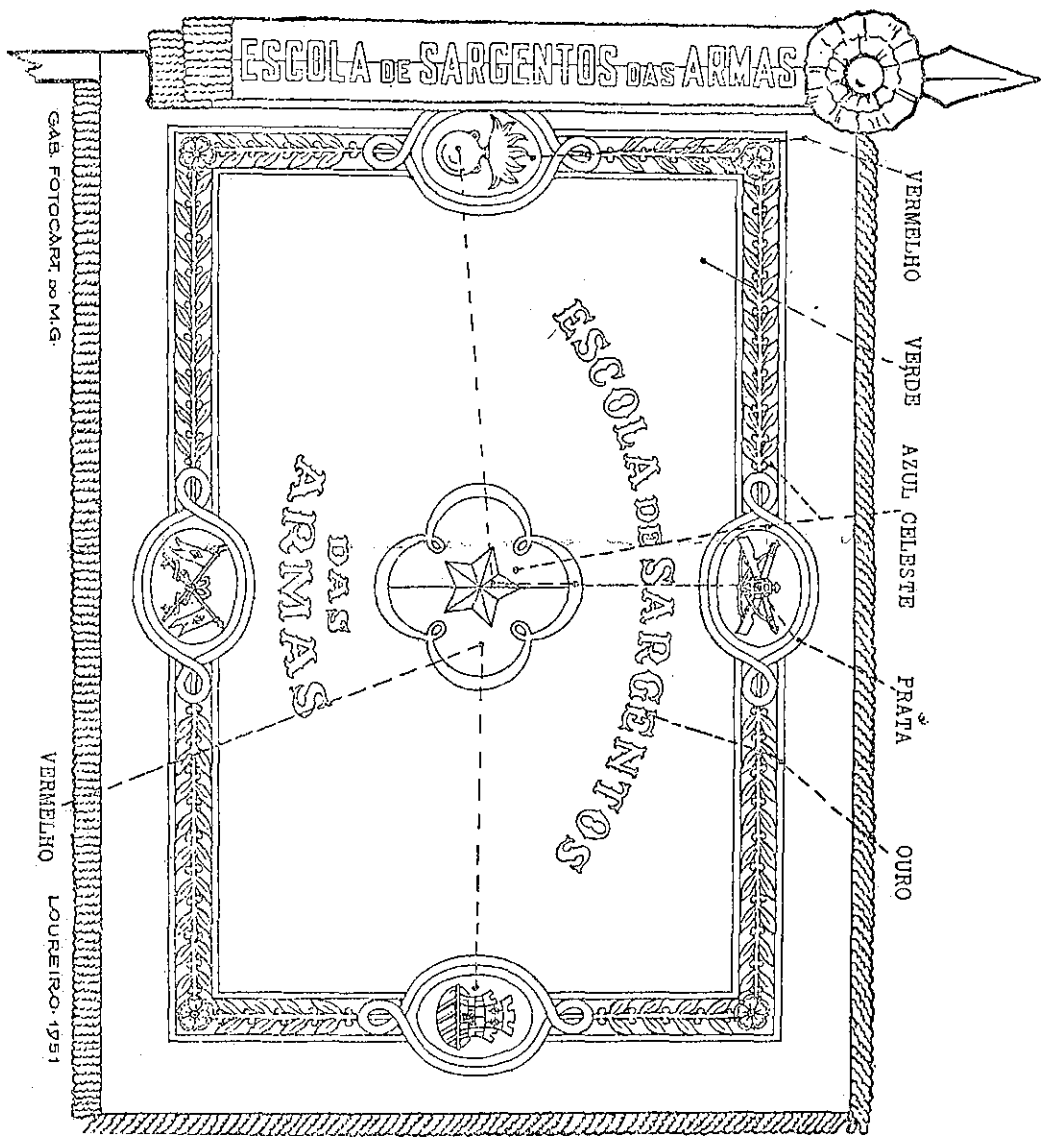 ESCOLA DE SARGENTOS DAS ARMAS
VERMELHO
VERDE
AZUL CELESTE
PRATA
OURO
ESCOLA DE SARGENTOS
DAS
ARMAS
VERMELHO
GAB. FOTOCART. DO M.G.
LOUREIRO-1951